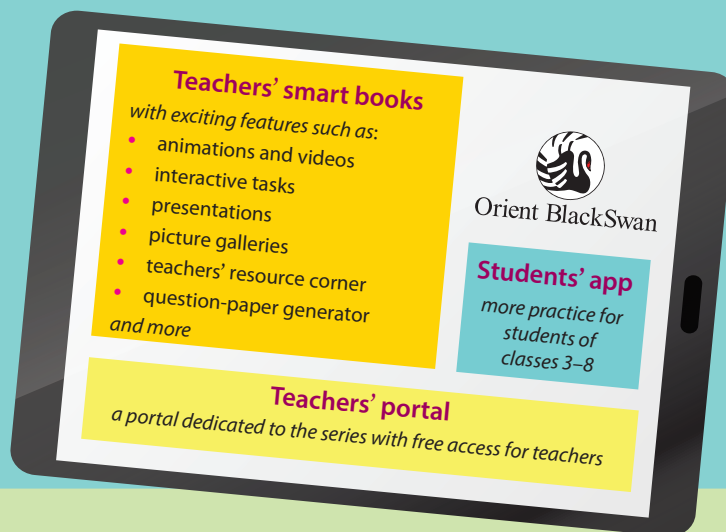 Teachers’ smart books
with exciting features such as:
• animations and videos
• interactive tasks
• presentations
• picture galleries
• teachers’ resource corner
• question-paper generator
and more
Orient BlackSwan
Students’ app
more practice for
students of
classes 3–8
Teachers’ portal
a portal dedicated to the series with free access for teachers